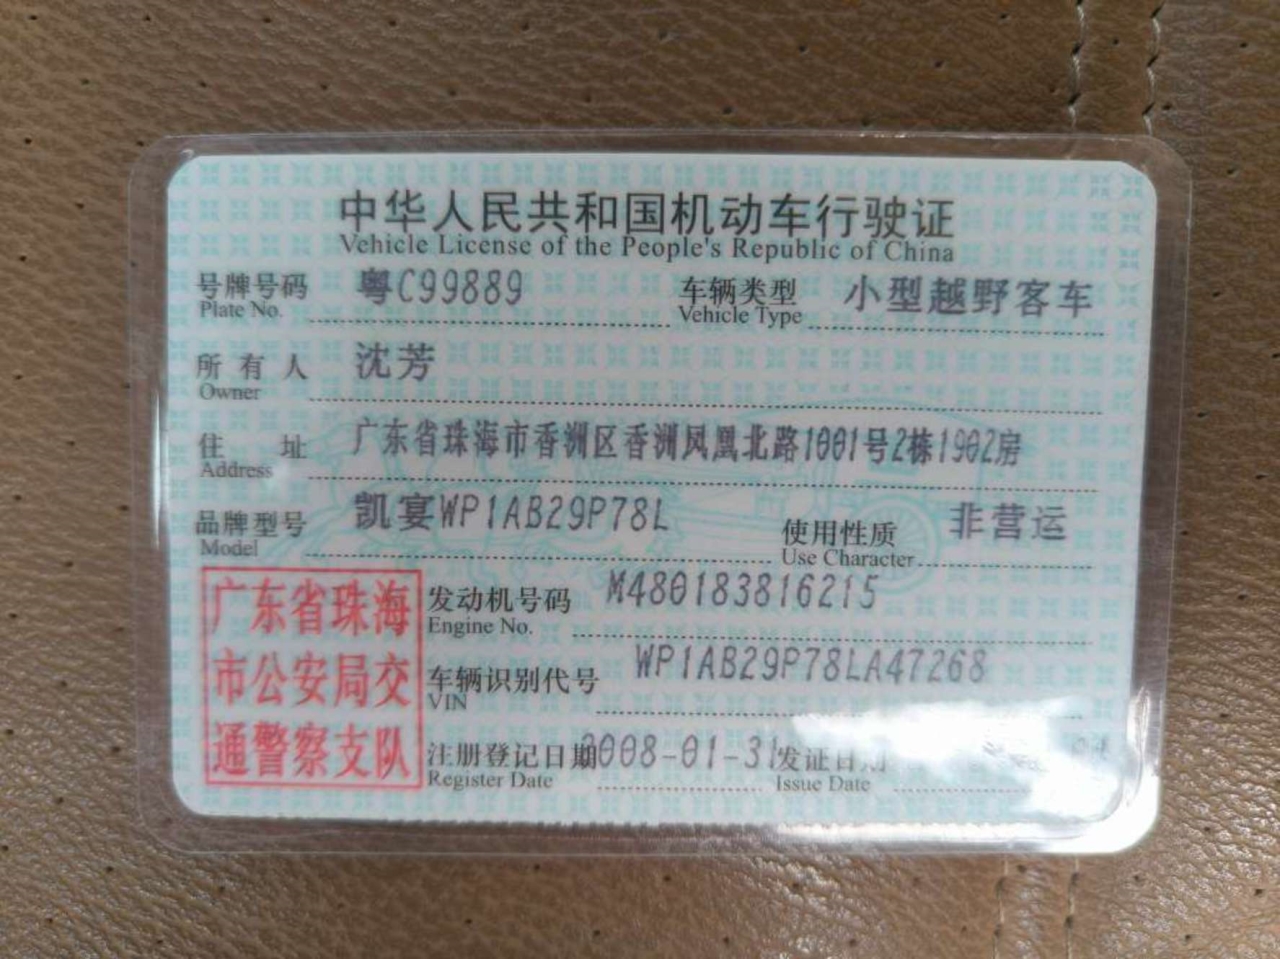 中华人民共和国机动车行驶证
Vehicle License of the People's Republic of China
号牌号码 粤C99889 车辆类型 小型越野客车
Plate No. Vehicle Type
所有人 沈芳
Owner
住址 广东省珠海市香洲区香洲凤凰北路1001号2栋1902房
Address
品牌型号 凯宴WP1AB29P78L 使用性质 非营运
Model Use Character
广东省珠海
市公安局交
通警察支队
发动机号码 M480183816215
Engine No.
车辆识别代号 WP1AB29P78LA47268
VIN
注册登记日期 2008-01-31 发证日期
Register Date Issue Date